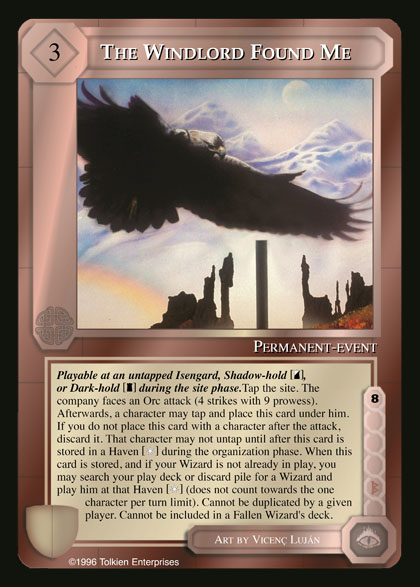 3
THE WINDLORD FOUND ME
PERMANENT-EVENT
Playable at an untapped Isengard, Shadow-hold [],
or Dark-hold [] during the site phase.Tap the site. The
company faces an Orc attack (4 strikes with 9 prowess).
Afterwards, a character may tap and place this card under him.
If you do not place this card with a character after the attack,
discard it. That character may not untap until after this card is
stored in a Haven [] during the organization phase. When this
card is stored, and if your Wizard is not already in play, you
may search your play deck or discard pile for a Wizard and
play him at that Haven [] (does not count towards the one
character per turn limit). Cannot be duplicated by a given
player. Cannot be included in a Fallen Wizard's deck.
8
ART BY VICENÇ LUJÁN
©1996 Tolkien Enterprises